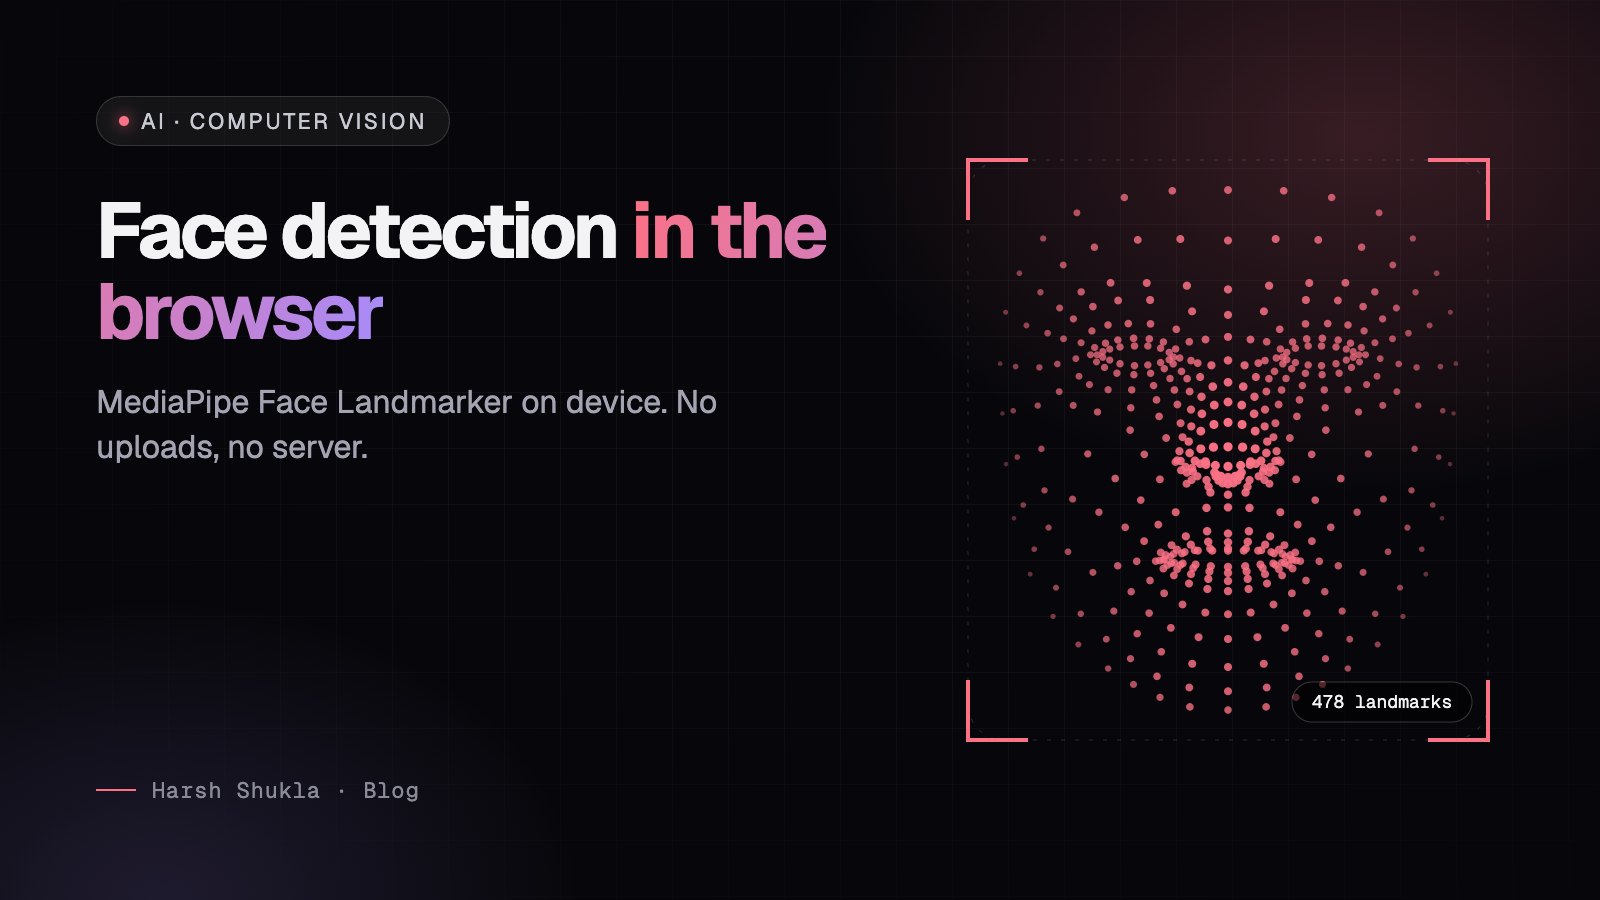 AI · COMPUTER VISION
Face detection in the
browser
MediaPipe Face Landmarker on device. No
uploads, no server.
478 landmarks
Harsh Shukla · Blog